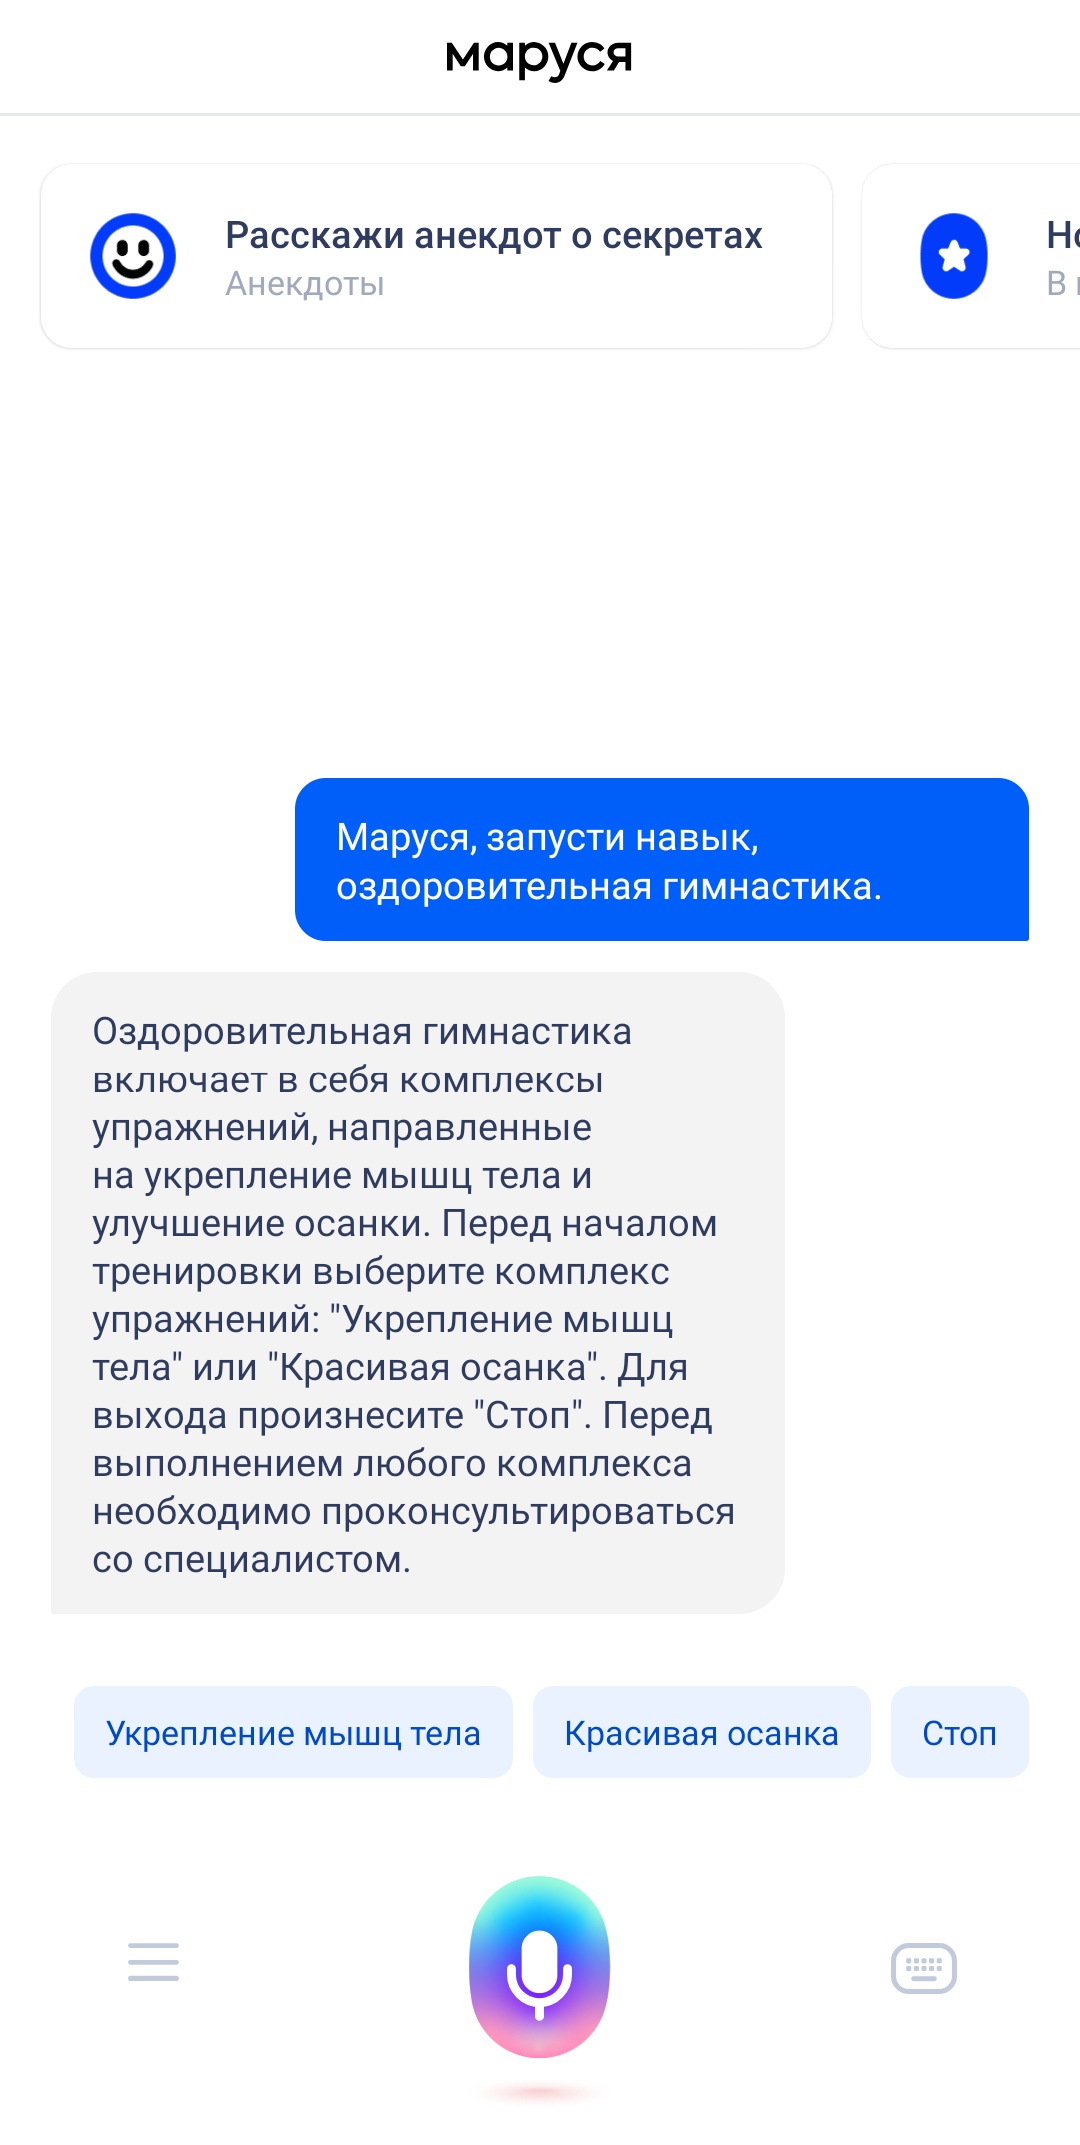 маруся
Расскажи анекдот о секретах
Анекдоты
Но
В
Маруся, запусти навык,
оздоровительная гимнастика.
Оздоровительная гимнастика
включает в себя комплексы
упражнений, направленные
на укрепление мышц тела и
улучшение осанки. Перед началом
тренировки выберите комплекс
упражнений: "Укрепление мышц
тела" или "Красивая осанка". Для
выхода произнесите "Стоп". Перед
выполнением любого комплекса
необходимо проконсультироваться
со специалистом.
Укрепление мышц тела
Красивая осанка
Стоп